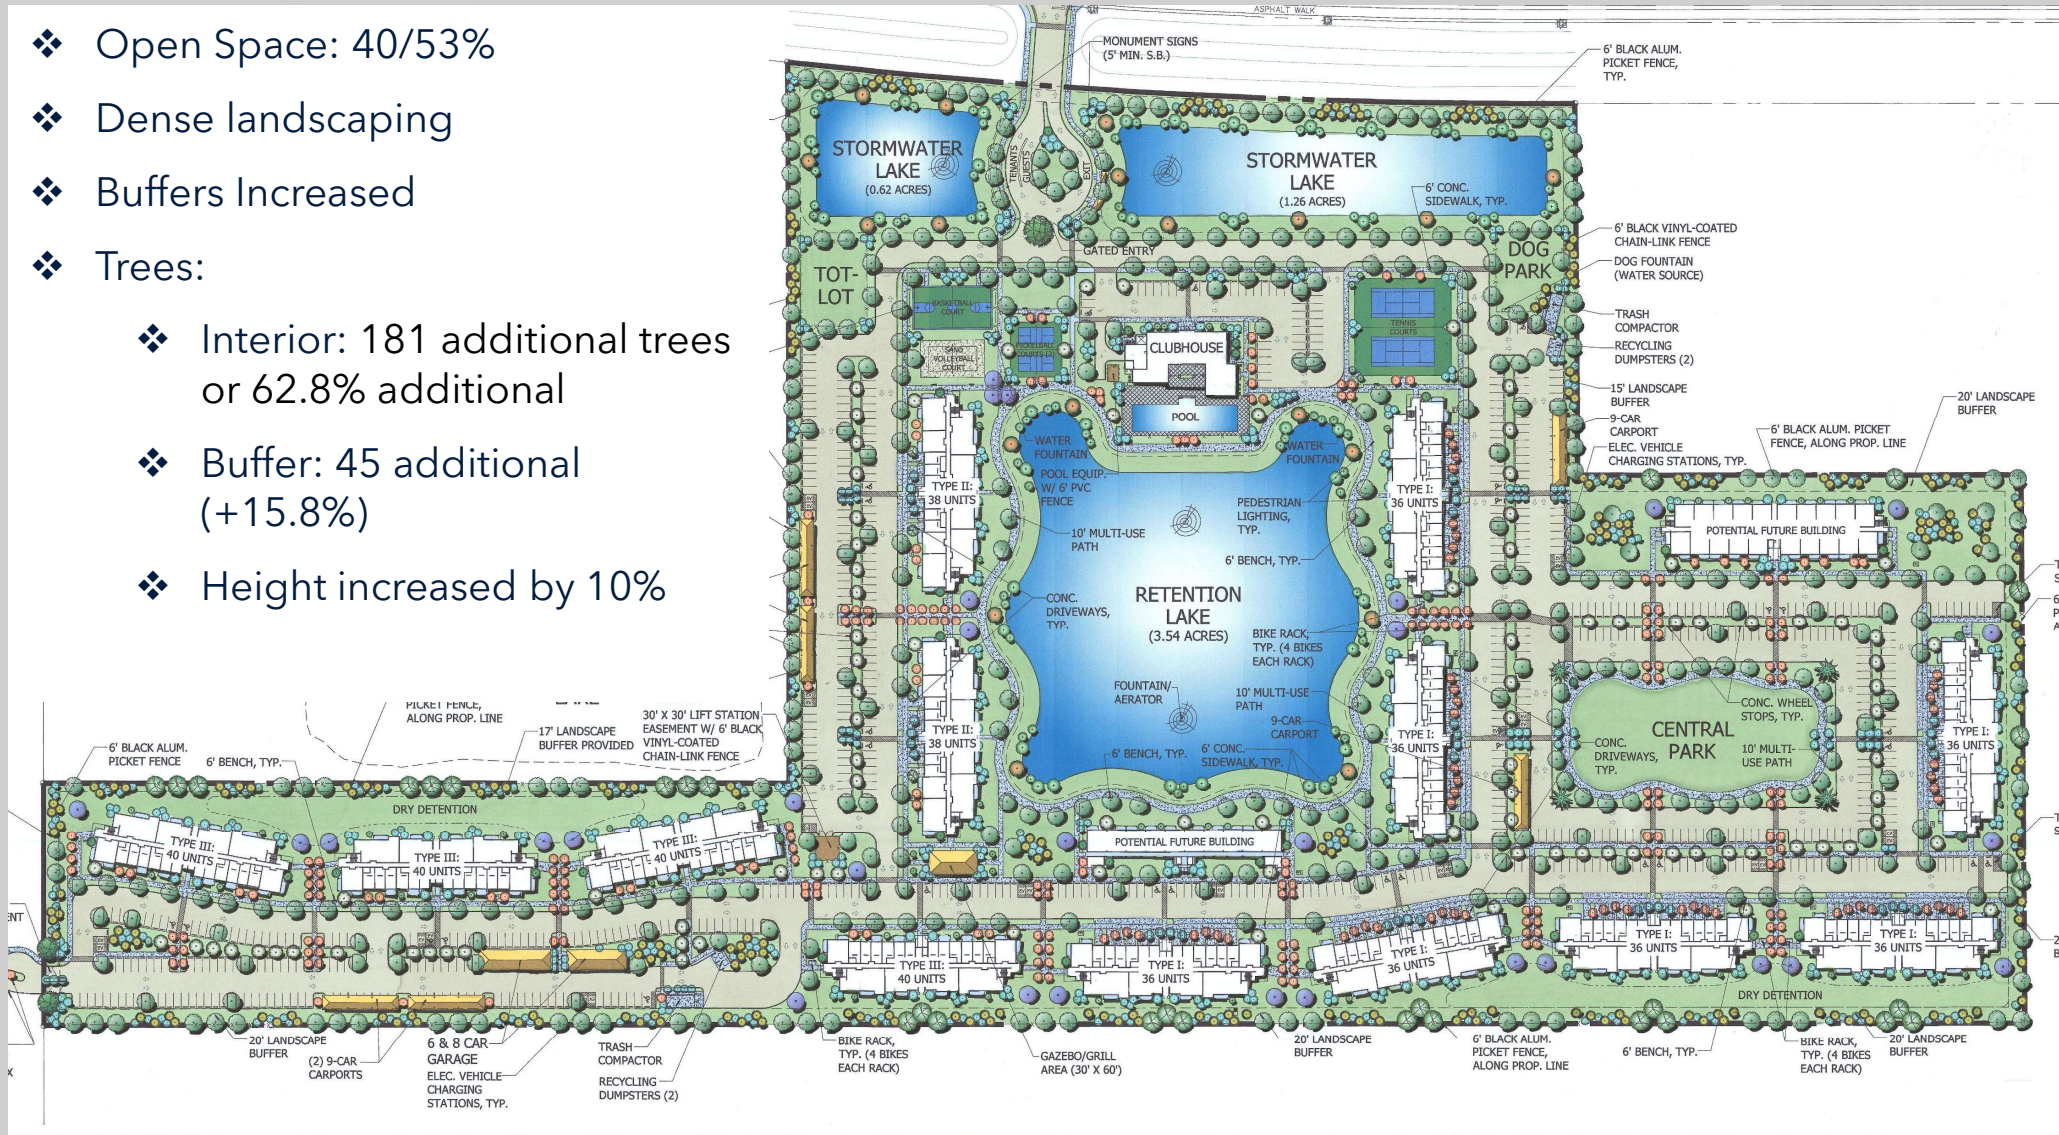 ❖ Open Space: 40/53%
❖ Dense landscaping
❖ Buffers Increased
❖ Trees:
❖ Interior: 181 additional trees
or 62.8% additional
❖ Buffer: 45 additional
(+15.8%)
❖ Height increased by 10%
ASPHALT WALK
MONUMENT SIGNS
(5' MIN. S.B.)
6' BLACK ALUM.
PICKET FENCE,
TYP.
STORMWATER
LAKE
(0.62 ACRES)
TENANTS
GUESTS
EXIT
STORMWATER
LAKE
(1.26 ACRES)
6' CONC.
SIDEWALK, TYP.
GATED ENTRY
TOT-
LOT
DOG
PARK
6' BLACK VINYL-COATED
CHAIN-LINK FENCE
DOG FOUNTAIN
(WATER SOURCE)
TRASH
COMPACTOR
RECYCLING
DUMPSTERS (2)
BASKETBALL
COURT
SAND
VOLLEYBALL
COURT
PICKLEBALL
COURTS (2)
CLUBHOUSE
TENNIS
COURTS
POOL
15' LANDSCAPE
BUFFER
9-CAR
CARPORT
ELEC. VEHICLE
CHARGING STATIONS, TYP.
6' BLACK ALUM. PICKET
FENCE, ALONG PROP. LINE
20' LANDSCAPE
BUFFER
WATER
FOUNTAIN
POOL EQUIP.
W/ 6' PVC
FENCE
WATER
FOUNTAIN
TYPE II:
38 UNITS
PEDESTRIAN
LIGHTING,
TYP.
TYPE I:
36 UNITS
10' MULTI-USE
PATH
6' BENCH, TYP.
POTENTIAL FUTURE BUILDING
CONC.
DRIVEWAYS,
TYP.
RETENTION
LAKE
(3.54 ACRES)
BIKE RACK,
TYP. (4 BIKES
EACH RACK)
FOUNTAIN/
AERATOR
10' MULTI-USE
PATH
9-CAR
CARPORT
TYPE II:
38 UNITS
TYPE I:
36 UNITS
6' BENCH, TYP.
6' CONC.
SIDEWALK, TYP.
CONC. WHEEL
STOPS, TYP.
CENTRAL
PARK
CONC.
DRIVEWAYS,
TYP.
10' MULTI-
USE PATH
TYPE I:
36 UNITS
PICKET FENCE,
ALONG PROP. LINE
17' LANDSCAPE
BUFFER PROVIDED
30' X 30' LIFT STATION
EASEMENT W/ 6' BLACK
VINYL-COATED
CHAIN-LINK FENCE
6' BLACK ALUM.
PICKET FENCE
6' BENCH, TYP.
DRY DETENTION
TYPE III:
40 UNITS
TYPE III:
40 UNITS
TYPE III:
40 UNITS
POTENTIAL FUTURE BUILDING
TYPE III:
40 UNITS
TYPE I:
36 UNITS
TYPE I:
36 UNITS
TYPE I:
36 UNITS
TYPE I:
36 UNITS
DRY DETENTION
20' LANDSCAPE
BUFFER
(2) 9-CAR
CARPORTS
6 & 8 CAR
GARAGE
ELEC. VEHICLE
CHARGING
STATIONS, TYP.
TRASH
COMPACTOR
RECYCLING
DUMPSTERS (2)
BIKE RACK,
TYP. (4 BIKES
EACH RACK)
GAZEBO/GRILL
AREA (30' X 60')
20' LANDSCAPE
BUFFER
6' BLACK ALUM.
PICKET FENCE,
ALONG PROP. LINE
6' BENCH, TYP.
BIKE RACK,
TYP. (4 BIKES
EACH RACK)
20' LANDSCAPE
BUFFER